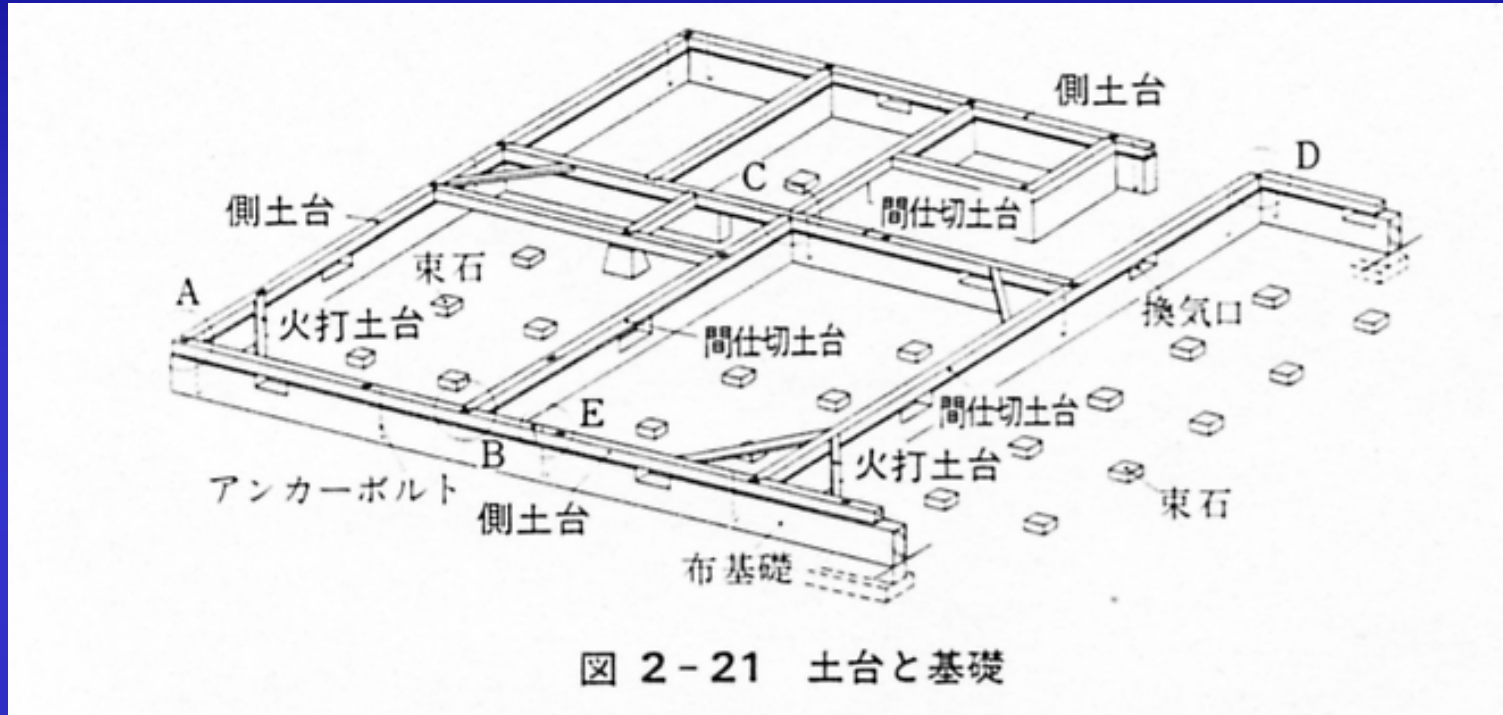 側土台
D
C
側土台
間仕切土台
束石
A
換気口
火打土台
間仕切土台
E
間仕切土台
B
火打土台
アンカーボルト
側土台
束石
布基礎
図 2-21 土台と基礎